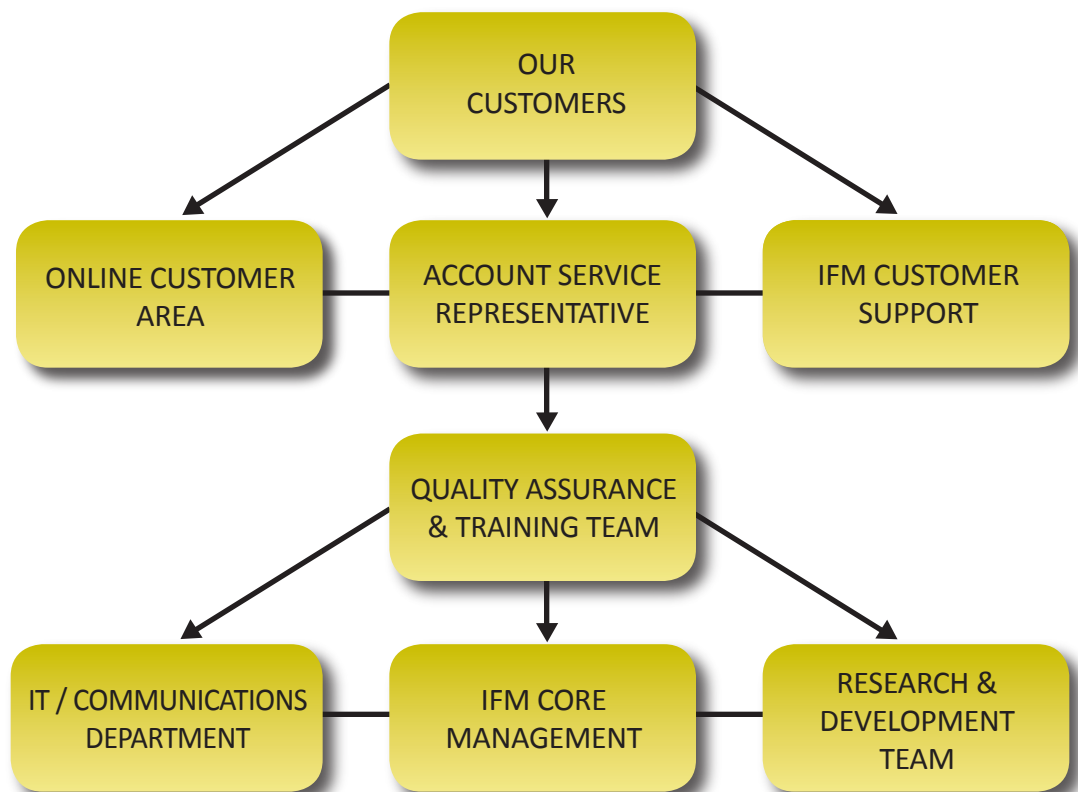 OUR
CUSTOMERS
ONLINE CUSTOMER
AREA
ACCOUNT SERVICE
REPRESENTATIVE
IFM CUSTOMER
SUPPORT
QUALITY ASSURANCE
& TRAINING TEAM
IT / COMMUNICATIONS
DEPARTMENT
IFM CORE
MANAGEMENT
RESEARCH &
DEVELOPMENT
TEAM